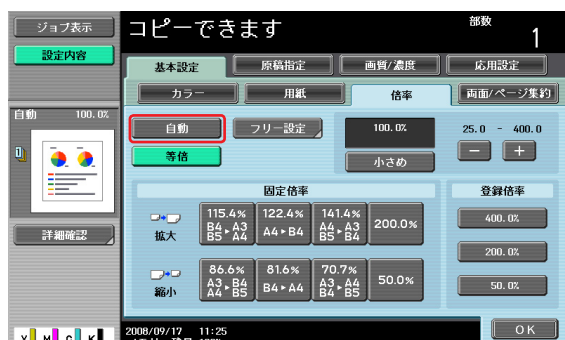 ジョブ表示
コピーできます
部数
1
設定内容
基本設定
原稿指定
画質/濃度
応用設定
カラー
用紙
倍率
両面/ページ集約
自動 100.0%
自動
フリー設定
100.0%
25.0 - 400.0
等倍
小さめ
- +
固定倍率
登録倍率
拡大
115.4% B4▸A3 B5▸A4
122.4% A4▸B4
141.4% A4▸A3 B5▸B4
200.0%
400.0%
200.0%
詳細確認
縮小
86.6% A3▸B4 A4▸B5
81.6% B4▸A4
70.7% A3▸A4 B4▸B5
50.0%
50.0%
2008/09/17 11:25
OK
Y M C K